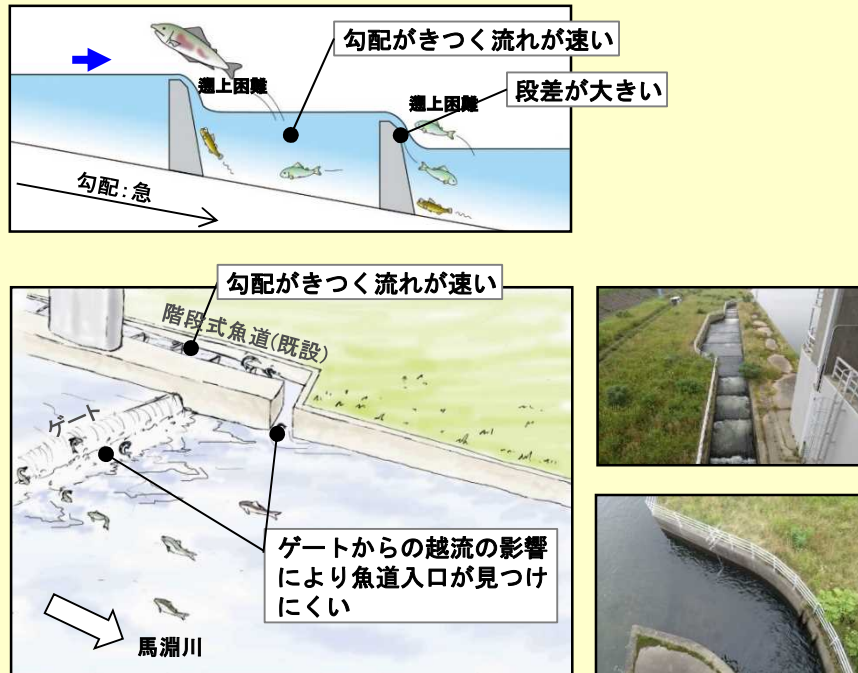 勾配がきつく流れが速い
段差が大きい
遡上困難
遡上困難
勾配:急
勾配がきつく流れが速い
階段式魚道(既設)
ゲート
ゲートからの越流の影響
により魚道入口が見つけ
にくい
馬淵川